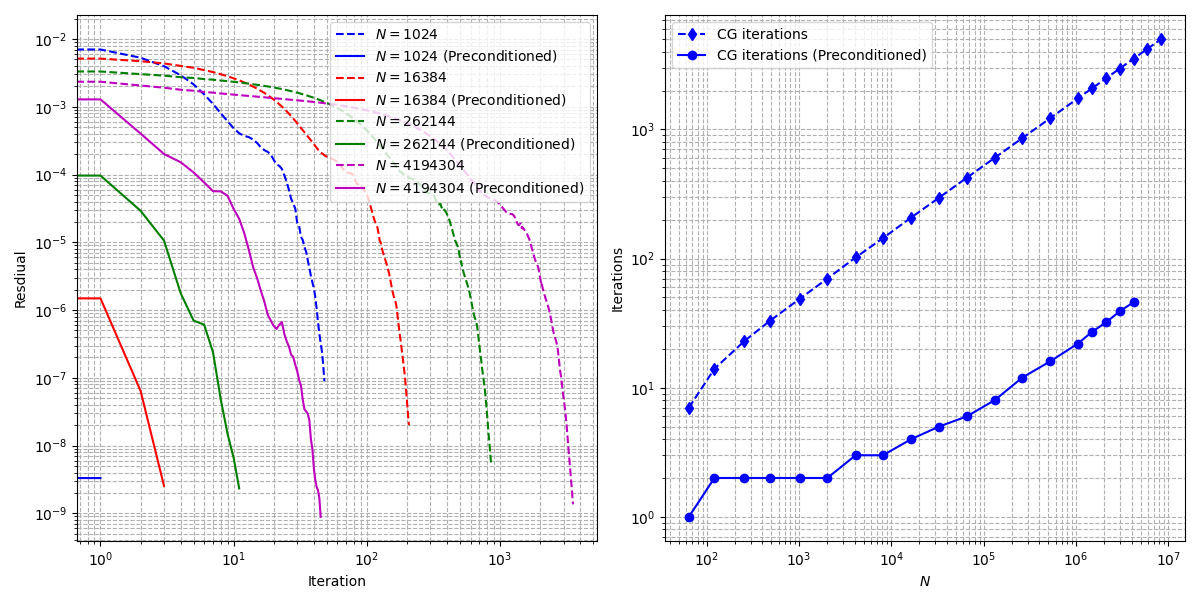 10⁻²
10⁻³
10⁻⁴
10⁻⁵
10⁻⁶
10⁻⁷
10⁻⁸
10⁻⁹
Resdiual
10⁰
10¹
10²
10³
Iteration
N = 1024
N = 1024 (Preconditioned)
N = 16384
N = 16384 (Preconditioned)
N = 262144
N = 262144 (Preconditioned)
N = 4194304
N = 4194304 (Preconditioned)
10³
10²
10¹
10⁰
Iterations
10²
10³
10⁴
10⁵
10⁶
10⁷
N
CG iterations
CG iterations (Preconditioned)